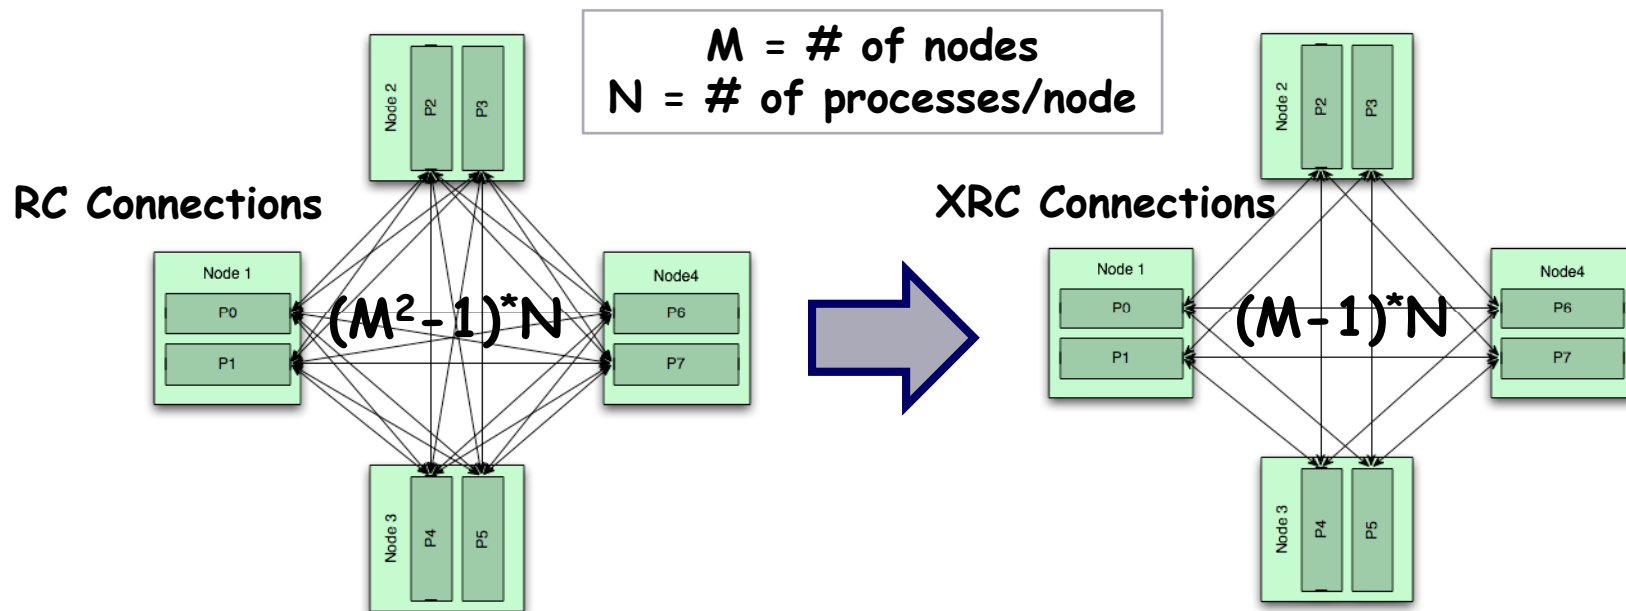 M = # of nodes
N = # of processes/node
RC Connections
Node 2
P2
P3
Node 1
P0
P1
(M²-1)*N
Node4
P6
P7
Node 3
P4
P5
XRC Connections
Node 2
P2
P3
Node 1
P0
P1
(M-1)*N
Node4
P6
P7
Node 3
P4
P5